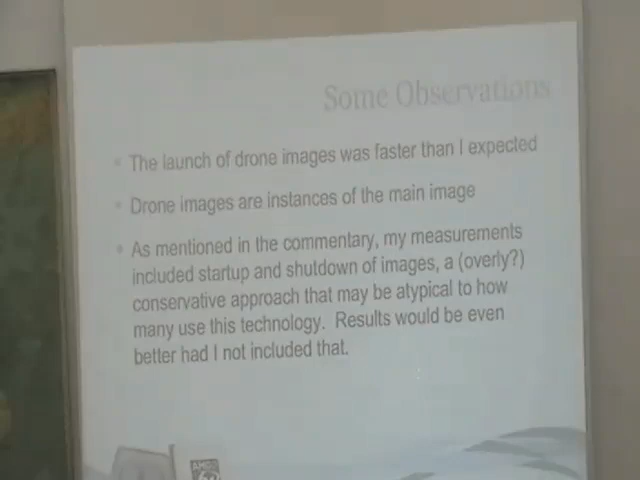 Some Observations
The launch of drone images was faster than I expected
Drone images are instances of the main image
As mentioned in the commentary, my measurements
included startup and shutdown of images, a (overly?)
conservative approach that may be atypical to how
many use this technology. Results would be even
better had I not included that.